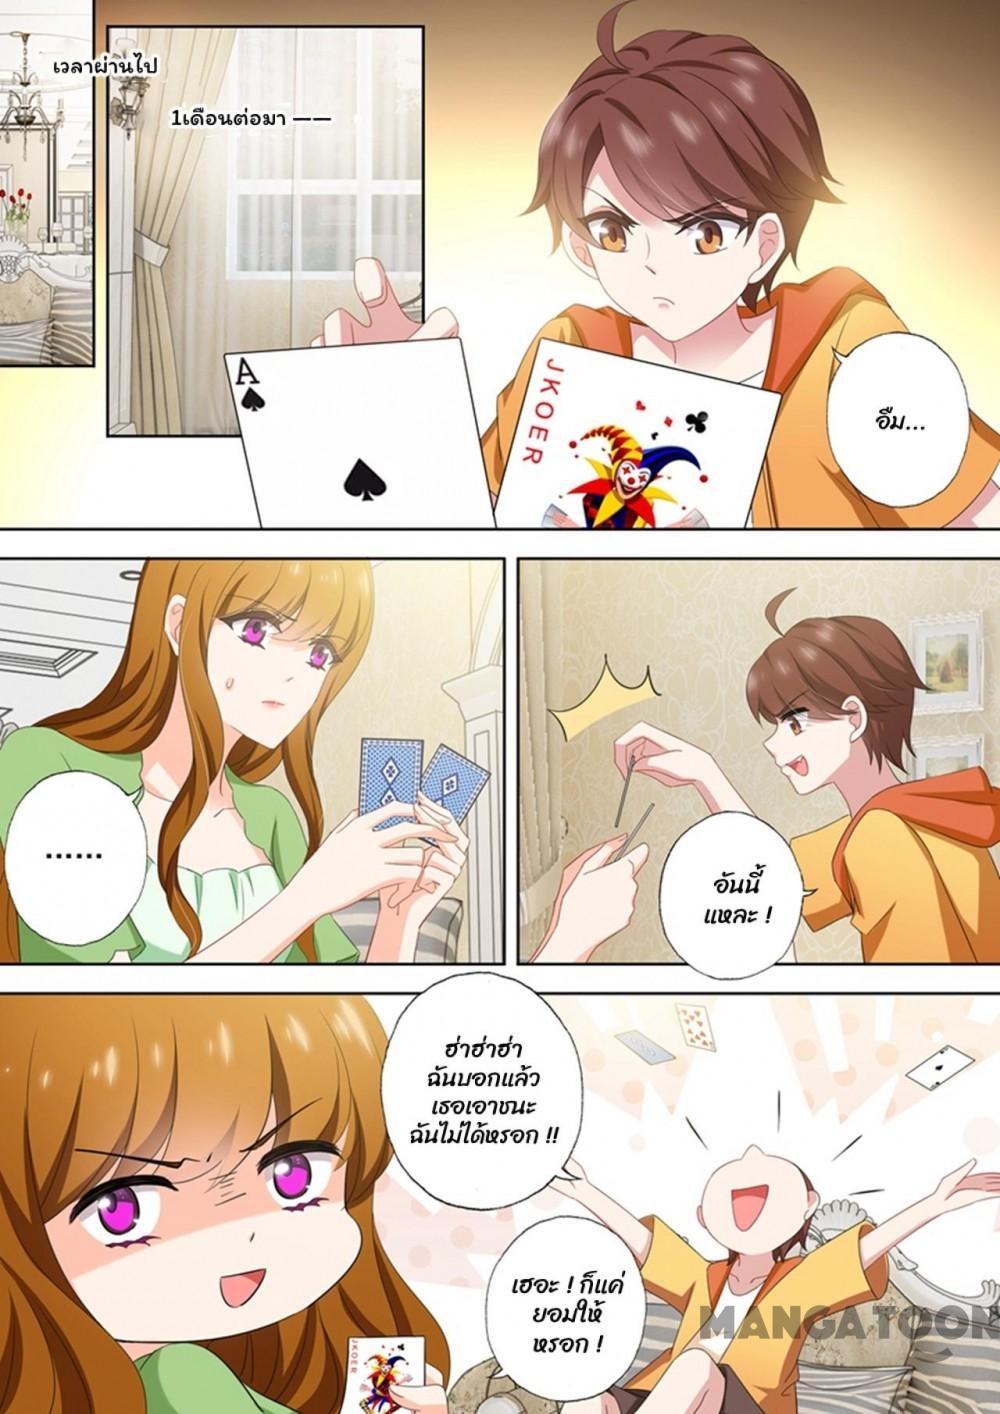 เวลาผ่านไป
1เดือนต่อมา ——
A
JKOER
อืม...
......
อันนี้
แหละ !
ฮ่าฮ่าฮ่า
ฉันบอกแล้ว
เธอเอาชนะ
ฉันไม่ได้หรอก !!
เฮอะ ! ก็แค่
ยอมให้
หรอก !
JKOER
MANGATOON